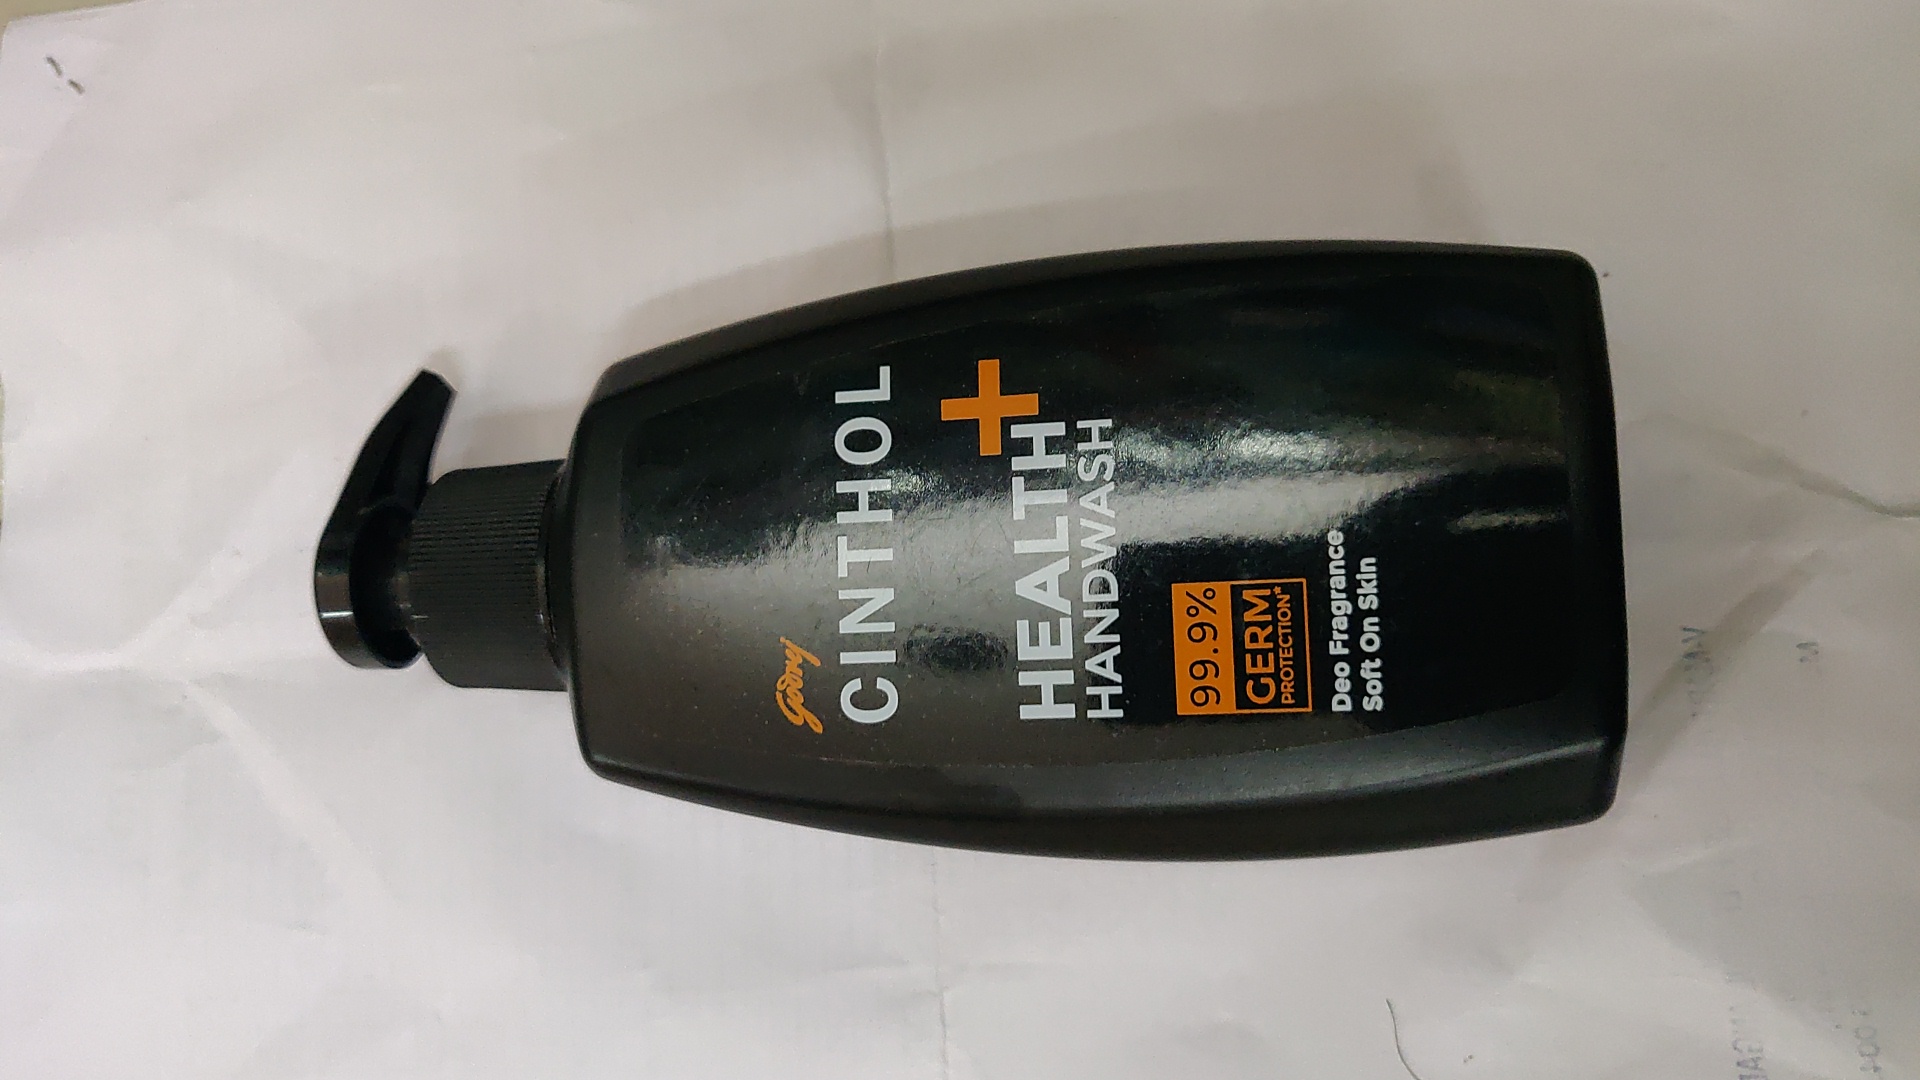 Godrej
CINTHOL
HEALTH+
HANDWASH
99.9%
GERM
PROTECTION*
Deo Fragrance
Soft On Skin